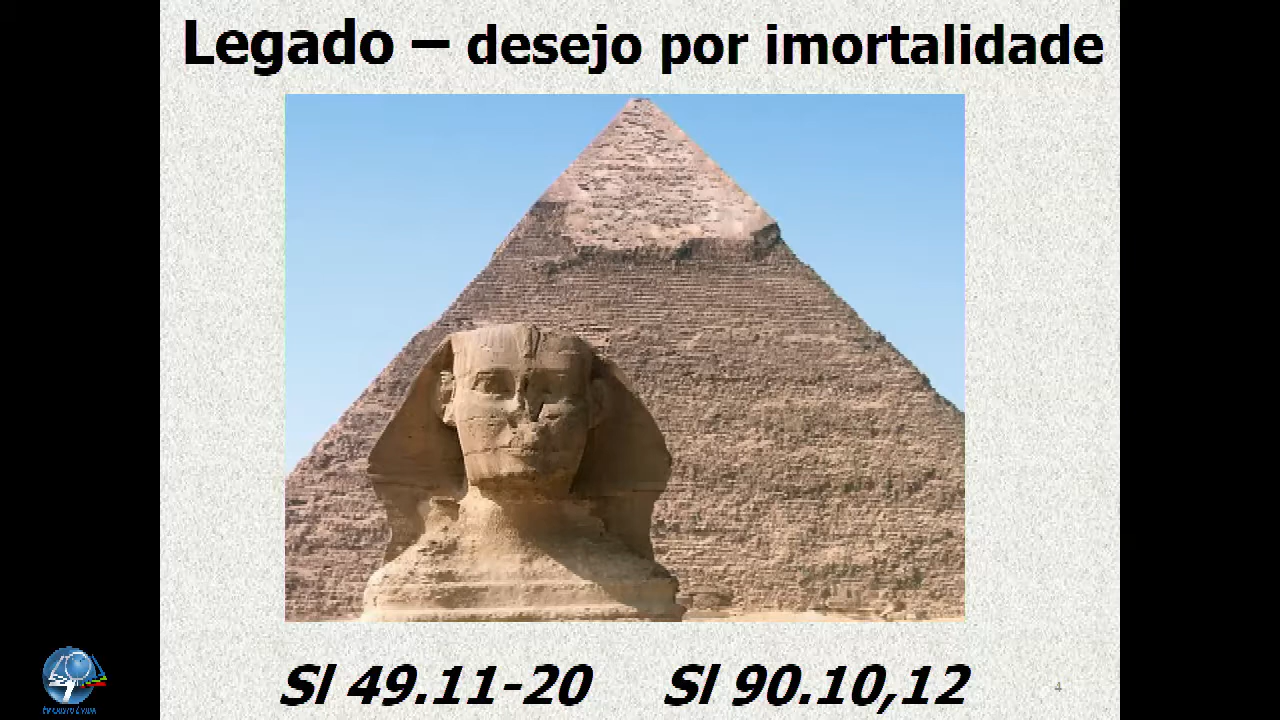 Legado – desejo por imortalidade
Sl 49.11-20 Sl 90.10,12
4